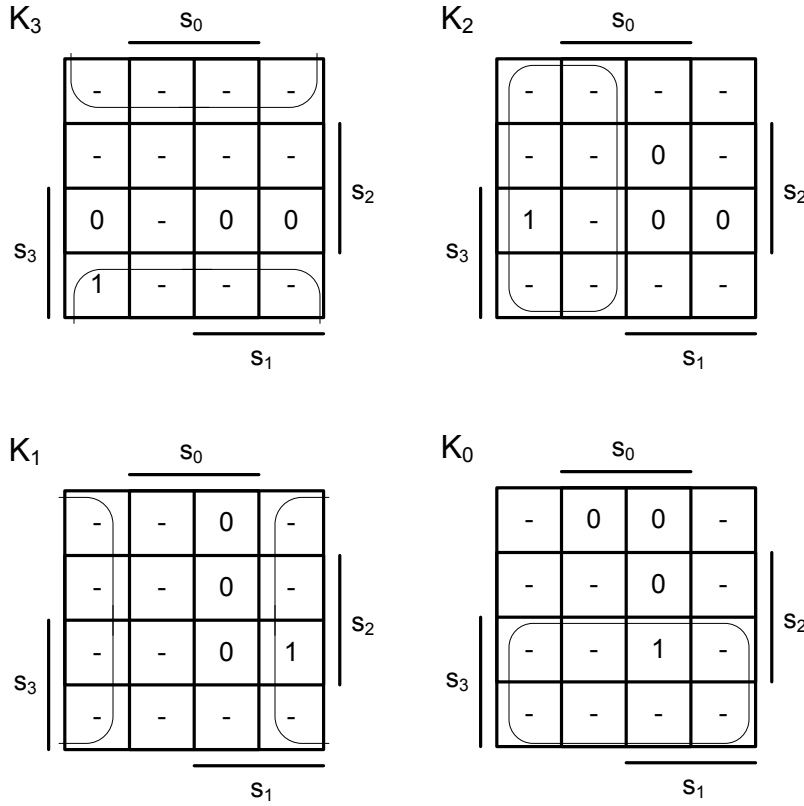 K₃ s₀
- - - -
- - - -
0 - 0 0
1 - - -
s₂
s₃
s₁
K₂ s₀
- - - -
- - 0 -
1 - 0 0
- - - -
s₂
s₃
s₁
K₁ s₀
- - 0 -
- - 0 -
- - 0 1
- - - -
s₂
s₃
s₁
K₀ s₀
- 0 0 -
- - 0 -
- - 1 -
- - - -
s₂
s₃
s₁